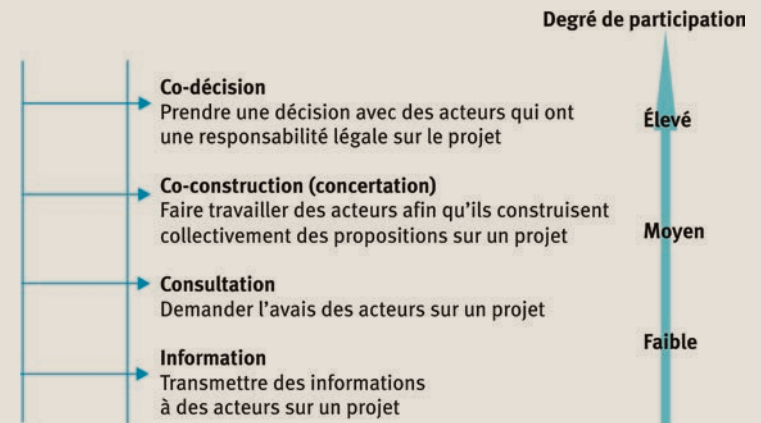 Degré de participation
Co-décision
Prendre une décision avec des acteurs qui ont
une responsabilité légale sur le projet
Élevé
Co-construction (concertation)
Faire travailler des acteurs afin qu'ils construisent
collectivement des propositions sur un projet
Moyen
Consultation
Demander l'avais des acteurs sur un projet
Faible
Information
Transmettre des informations
à des acteurs sur un projet